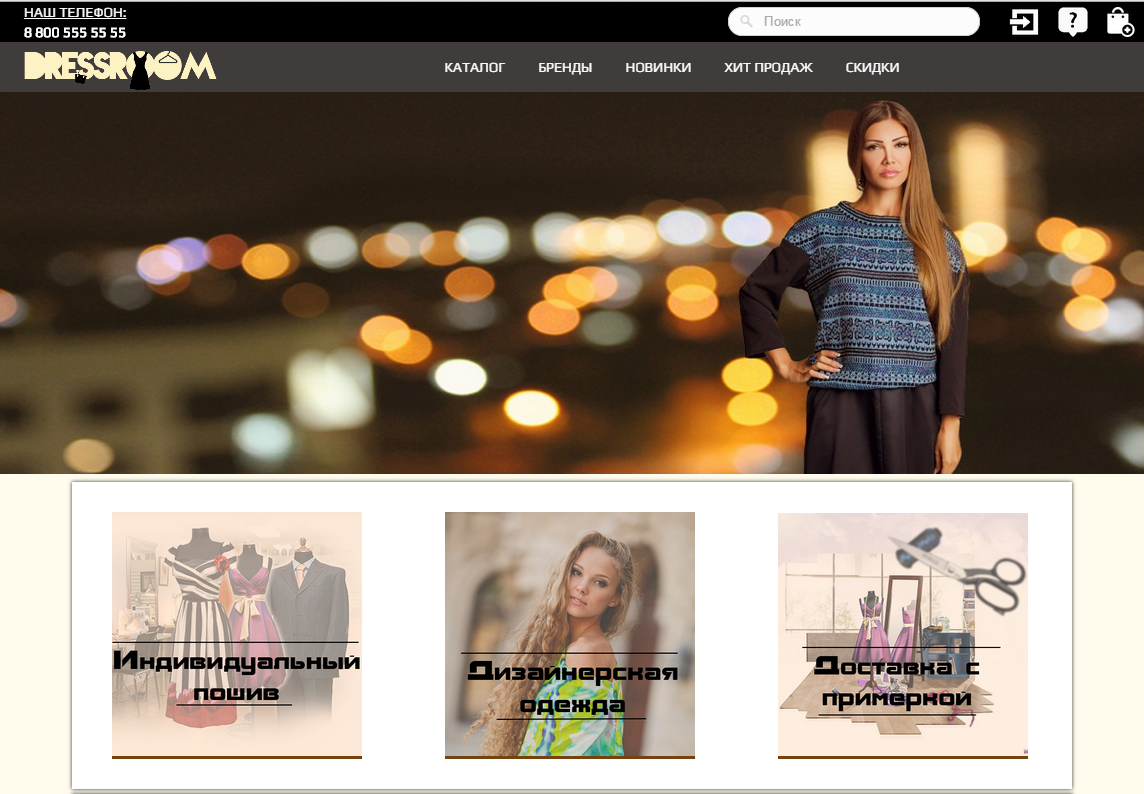 НАШ ТЕЛЕФОН:
8 800 555 55 55
Поиск
DRESSROOM
КАТАЛОГ БРЕНДЫ НОВИНКИ ХИТ ПРОДАЖ СКИДКИ
Индивидуальный
пошив
Дизайнерская
одежда
Доставка с
примеркой